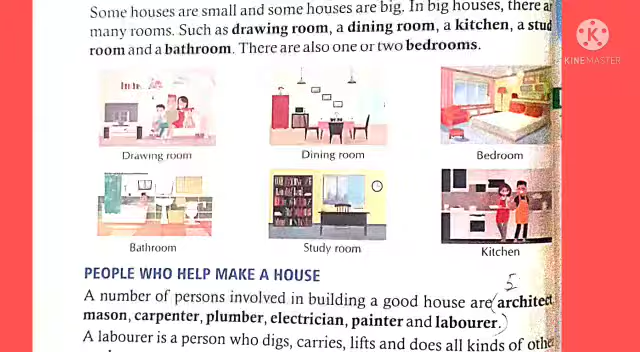 Some houses are small and some houses are big. In big houses, there
many rooms. Such as drawing room, a dining room, a kitchen, a
room and a bathroom. There are also one or two bedrooms.
KINEMASTER
Drawing room
Dining room
Bedroom
Bathroom
Study room
Kitchen
PEOPLE WHO HELP MAKE A HOUSE
5
A number of persons involved in building a good house are (architect
mason, carpenter, plumber, electrician, painter and labourer.)
A labourer is a person who digs, carries, lifts and does all kinds of